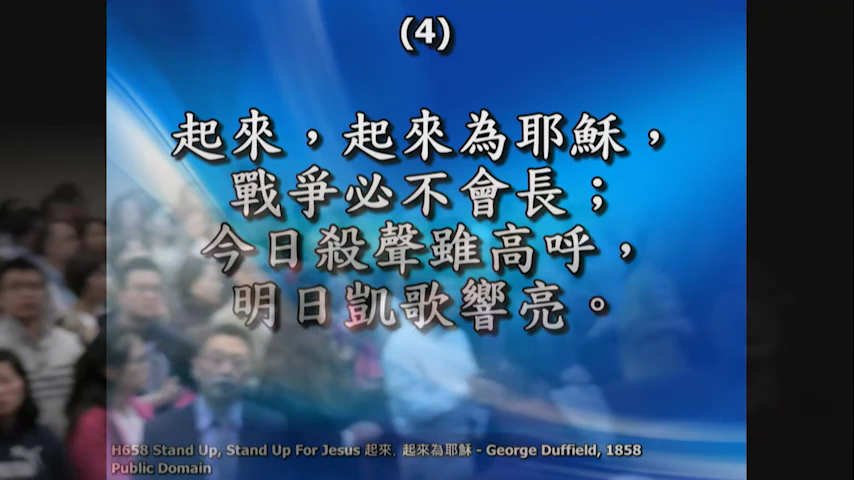 (4)
起來，起來為耶穌，
戰爭必不會長；
今日殺聲雖高呼，
明日凱歌響亮。
H658 Stand Up, Stand Up For Jesus 起來，起來為耶穌 - George Duffield, 1858
Public Domain